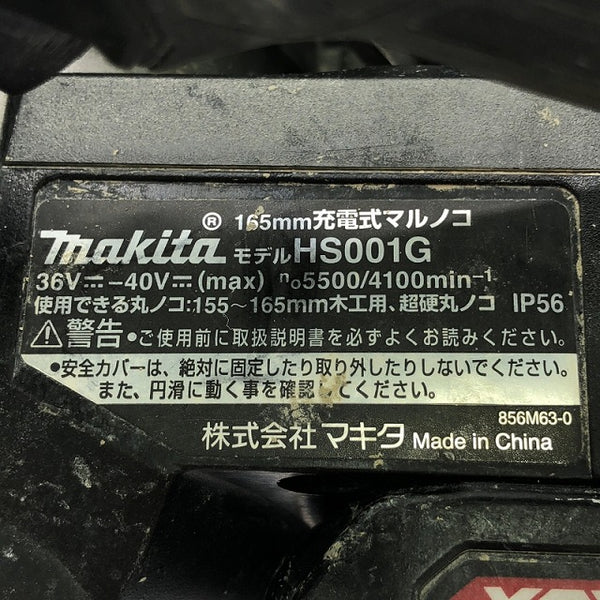 ® 165mm充電式マルノコ
makita モデル HS001G
36V⎓-40V⎓(max) n₀5500/4100min⁻¹
使用できる丸ノコ:155~165mm木工用、超硬丸ノコ IP56
⚠警告•ご使用前に取扱説明書を必ずよくお読みください。
•安全カバーは、絶対に固定したり取り外したりしないでください。
また、円滑に動く事を確認してください。
856M63-0
株式会社 マキタ Made in China